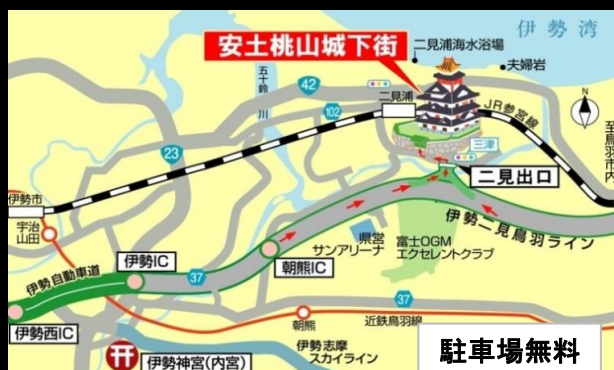 伊勢湾
安土桃山城下街
二見浦海水浴場
夫婦岩
五十鈴川
42
二見浦
102
JR参宮線
N
至鳥羽市内
23
三津
二見出口
伊勢市
宇治
山田
伊勢二見鳥羽ライン
県営
サンアリーナ
富士OGM
エクセレントクラブ
伊勢IC
伊勢自動車道
37
朝熊IC
37
伊勢西IC
朝熊
近鉄鳥羽線
伊勢志摩
スカイライン
伊勢神宮(内宮)
駐車場無料